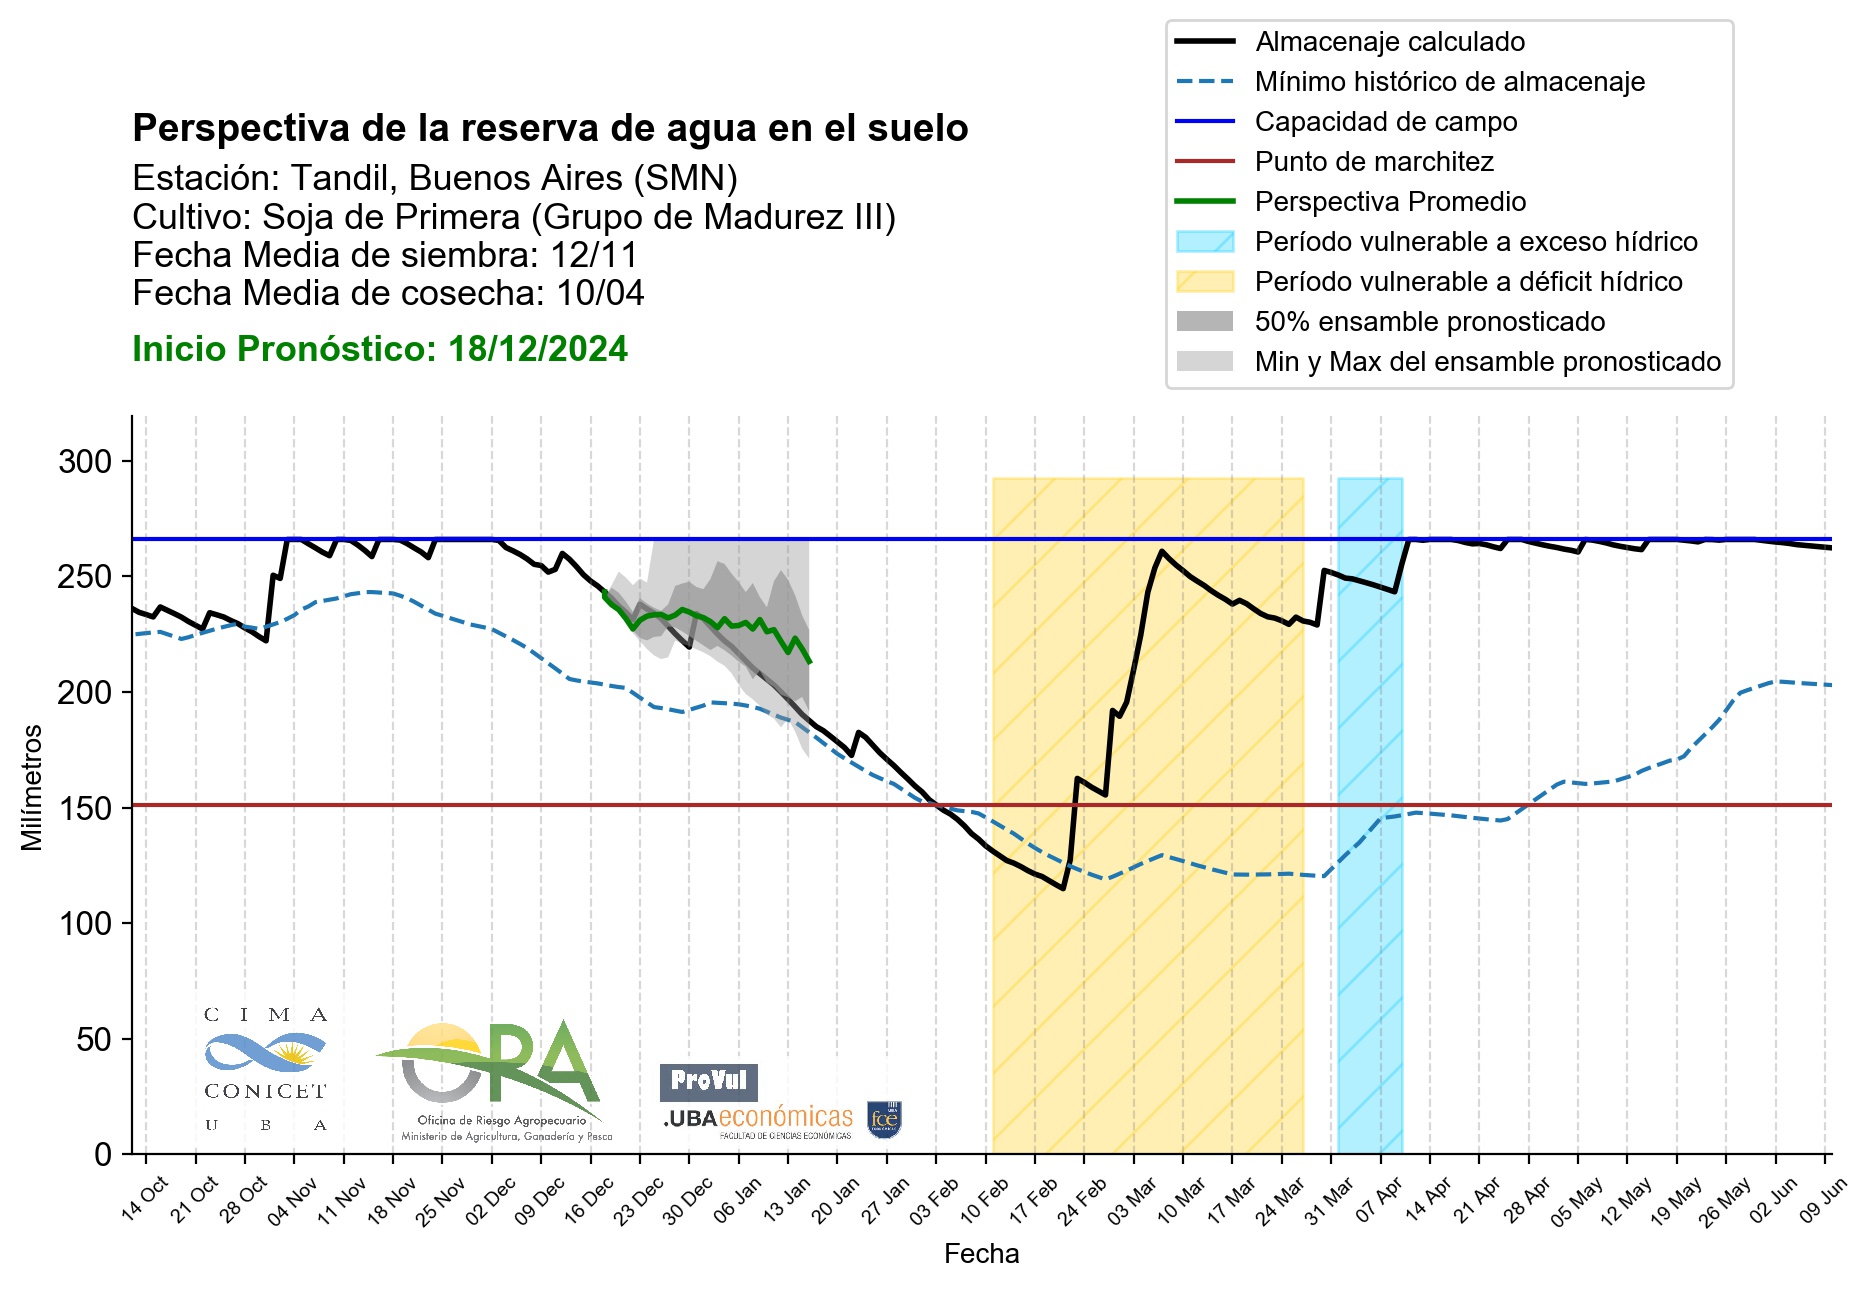 Almacenaje calculado
Mínimo histórico de almacenaje
Capacidad de campo
Punto de marchitez
Perspectiva Promedio
Período vulnerable a exceso hídrico
Período vulnerable a déficit hídrico
50% ensamble pronosticado
Min y Max del ensamble pronosticado
Perspectiva de la reserva de agua en el suelo
Estación: Tandil, Buenos Aires (SMN)
Cultivo: Soja de Primera (Grupo de Madurez III)
Fecha Media de siembra: 12/11
Fecha Media de cosecha: 10/04
Inicio Pronóstico: 18/12/2024
Milímetros
300
250
200
150
100
50
0
C I M A
CONICET
U B A
ORA
Oficina de Riesgo Agropecuario
Ministerio de Agricultura, Ganadería y Pesca
ProVul
.UBAeconómicas
FACULTAD DE CIENCIAS ECONÓMICAS
UBA
fce
14 Oct
21 Oct
28 Oct
04 Nov
11 Nov
18 Nov
25 Nov
02 Dec
09 Dec
16 Dec
23 Dec
30 Dec
06 Jan
13 Jan
20 Jan
27 Jan
03 Feb
10 Feb
17 Feb
24 Feb
03 Mar
10 Mar
17 Mar
24 Mar
31 Mar
07 Apr
14 Apr
21 Apr
28 Apr
05 May
12 May
19 May
26 May
02 Jun
09 Jun
Fecha